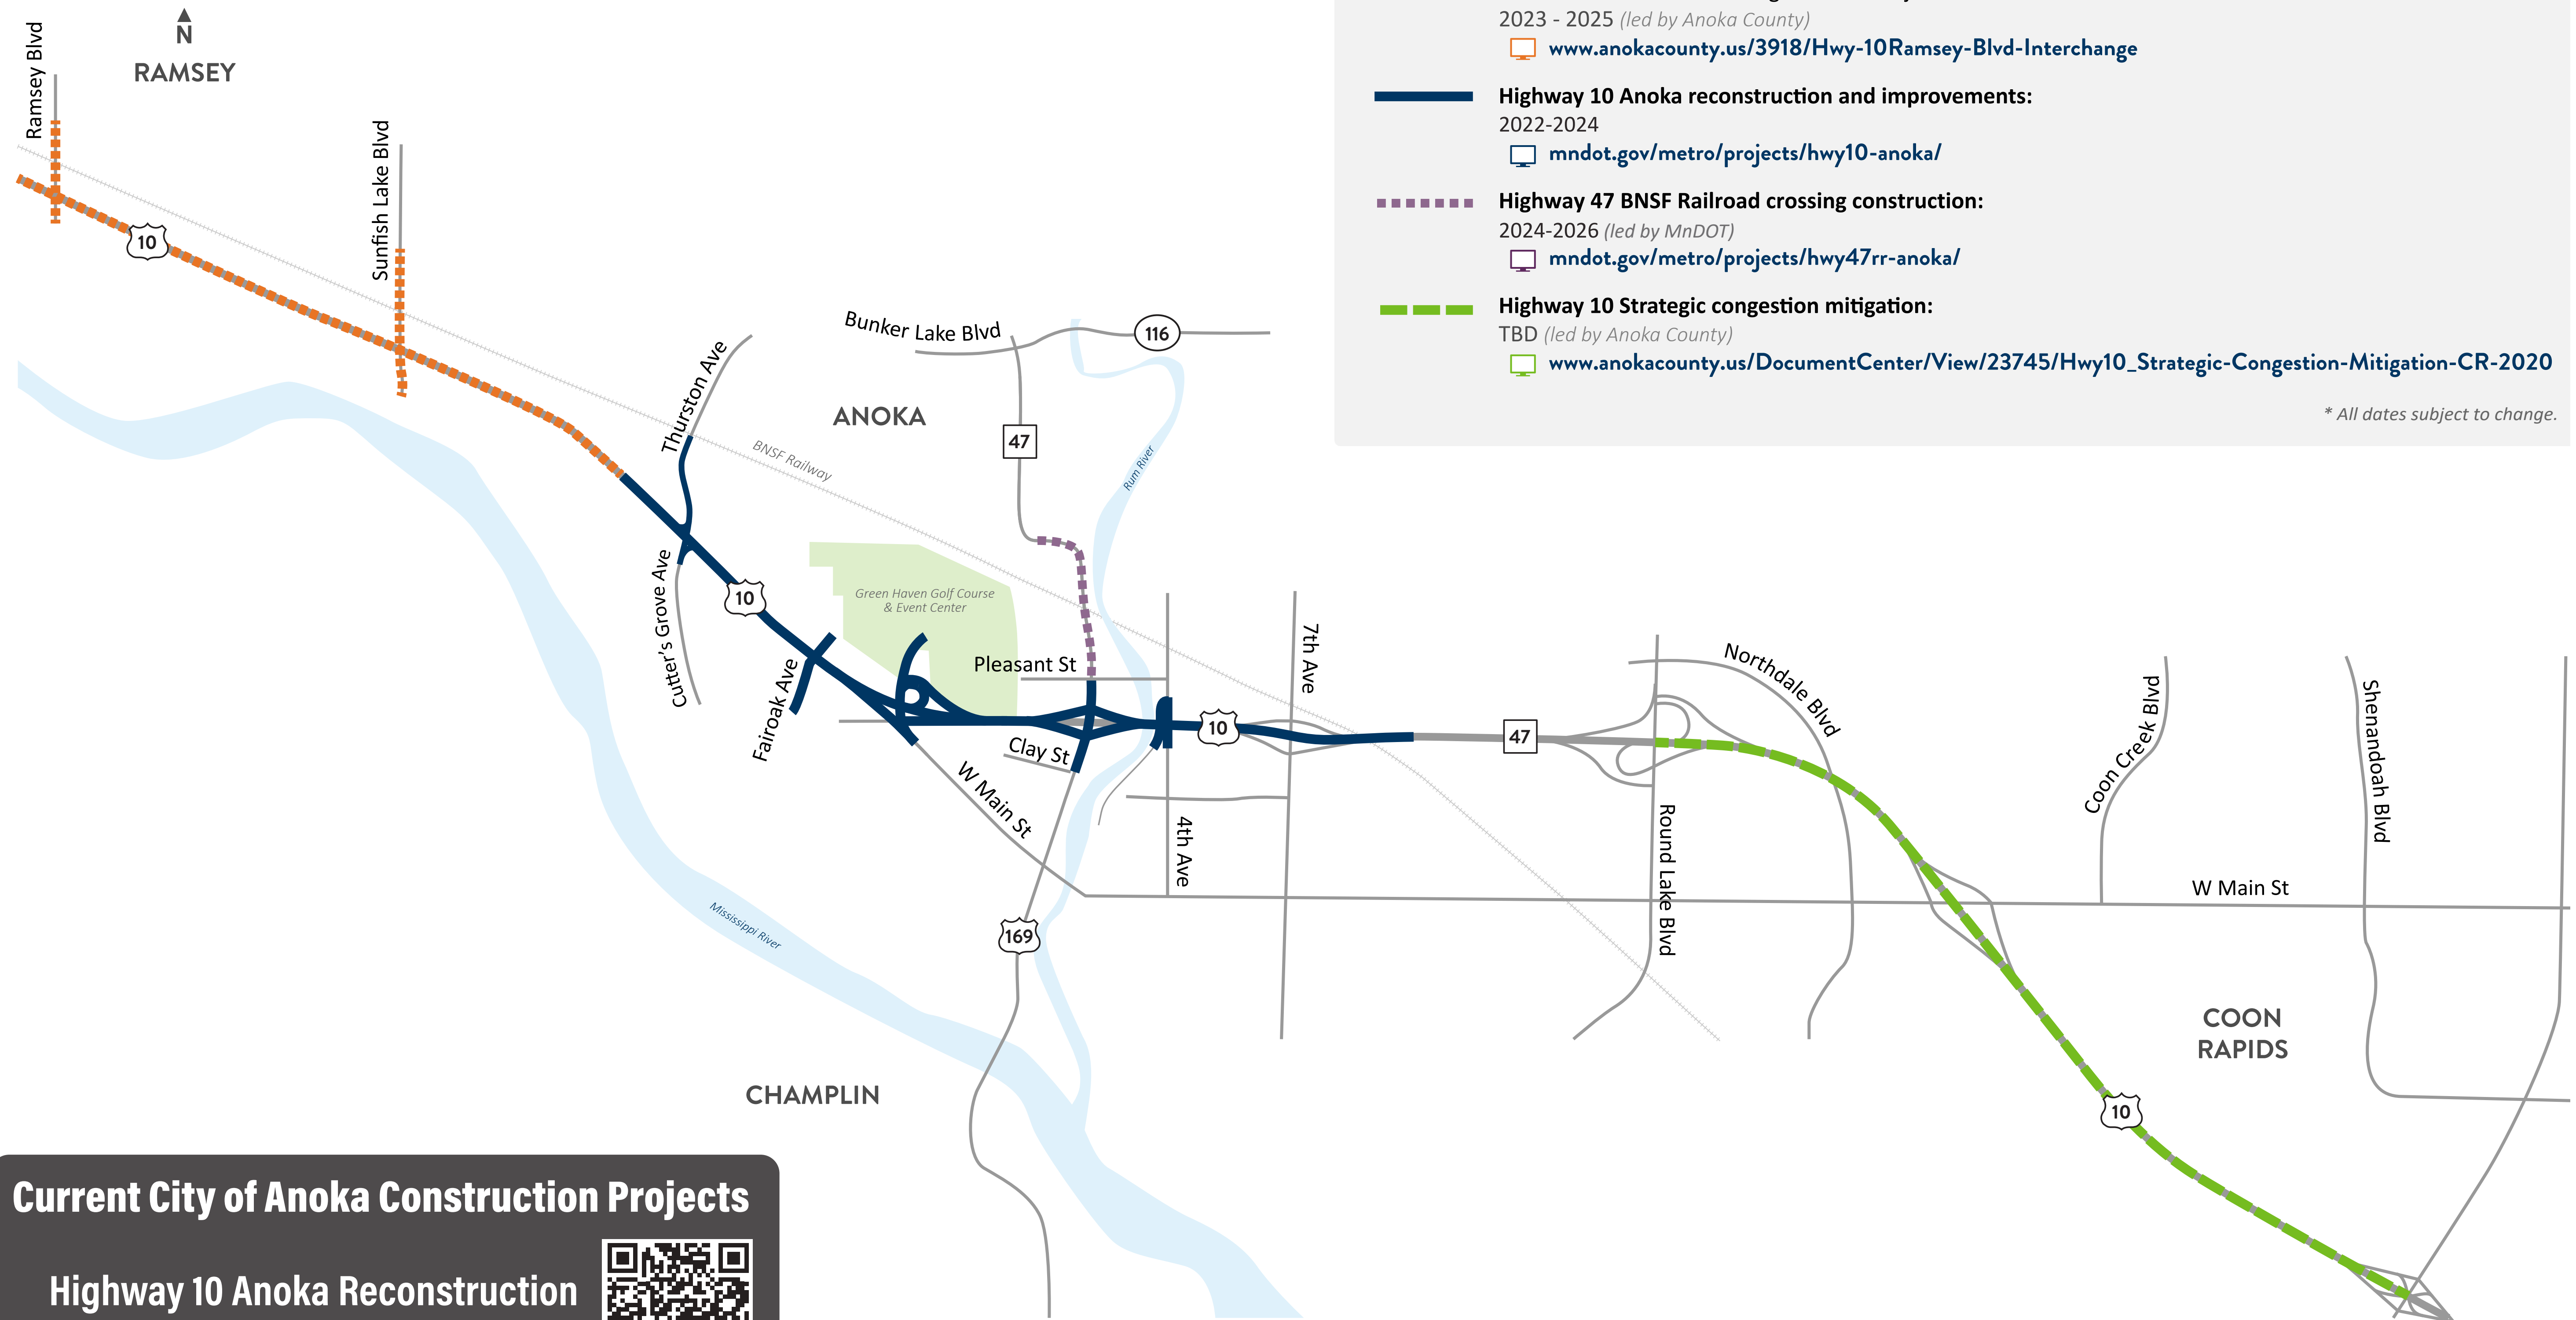 N
RAMSEY
Ramsey Blvd
Sunfish Lake Blvd
10
2023 - 2025 (led by Anoka County)
www.anokacounty.us/3918/Hwy-10Ramsey-Blvd-Interchange
Highway 10 Anoka reconstruction and improvements:
2022-2024
mndot.gov/metro/projects/hwy10-anoka/
Highway 47 BNSF Railroad crossing construction:
2024-2026 (led by MnDOT)
mndot.gov/metro/projects/hwy47rr-anoka/
Highway 10 Strategic congestion mitigation:
TBD (led by Anoka County)
www.anokacounty.us/DocumentCenter/View/23745/Hwy10_Strategic-Congestion-Mitigation-CR-2020
* All dates subject to change.
Bunker Lake Blvd
116
Thurston Ave
ANOKA
47
BNSF Railway
Rum River
Cutter's Grove Ave
10
Green Haven Golf Course
& Event Center
Pleasant St
Fairoak Ave
Clay St
W Main St
10
7th Ave
4th Ave
47
Northdale Blvd
Round Lake Blvd
Coon Creek Blvd
Shenandoah Blvd
W Main St
Mississippi River
169
COON
RAPIDS
10
CHAMPLIN
Current City of Anoka Construction Projects
Highway 10 Anoka Reconstruction